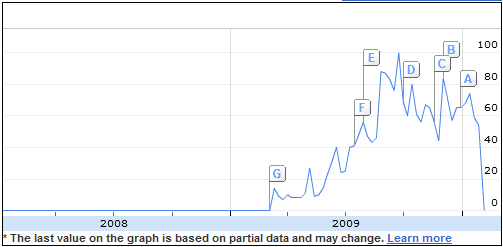 100
B
E
C
D
80
A
F
60
40
G
20
0
2008 2009
* The last value on the graph is based on partial data and may change. Learn more